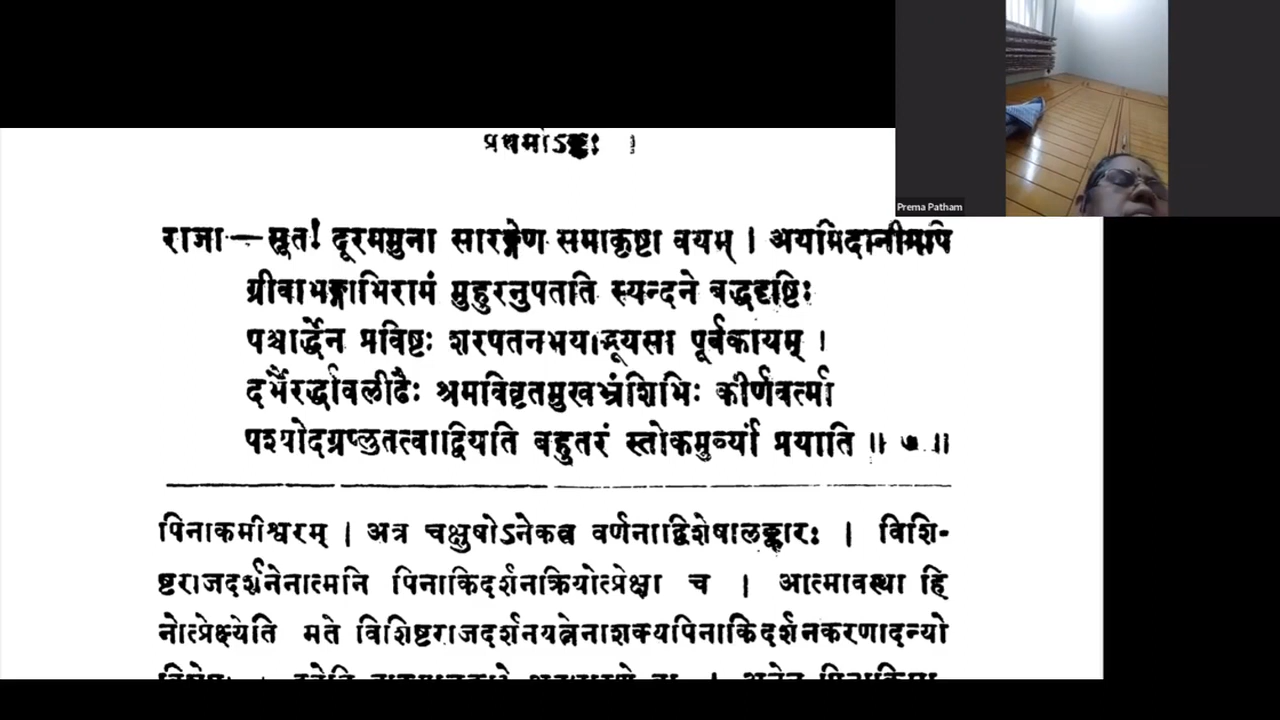 प्रथमोऽङ्कः ।
Prema Patham
राजा—सूत! दूरममुना सारङ्गेण समाकृष्टा वयम् । अयमिदानीमपि
ग्रीवाभङ्गाभिरामं मुहुरनुपतति स्यन्दने बद्धदृष्टिः
पश्चार्द्धेन प्रविष्टः शरपतनभयाद्भूयसा पूर्वकायम् ।
दर्भैरर्द्धावलीढैः श्रमविवृतमुखभ्रंशिभिः कीर्णवर्त्मा
पश्योदग्रप्लुतत्वाद्वियति बहुतरं स्तोकमुर्व्यां प्रयाति ॥ ७ ॥
पिनाकमीश्वरम् । अत्र चक्षुषोऽनेकत्व वर्णनाद्विशेषालङ्कारः । विशि-
ष्टराजदर्शनेनात्मनि पिनाकिदर्शनक्रियोत्प्रेक्षा च । आत्मावस्था हि
नोत्प्रेक्ष्येति मते विशिष्टराजदर्शनयत्नेनाशक्यपिनाकिदर्शनकरणादन्यो